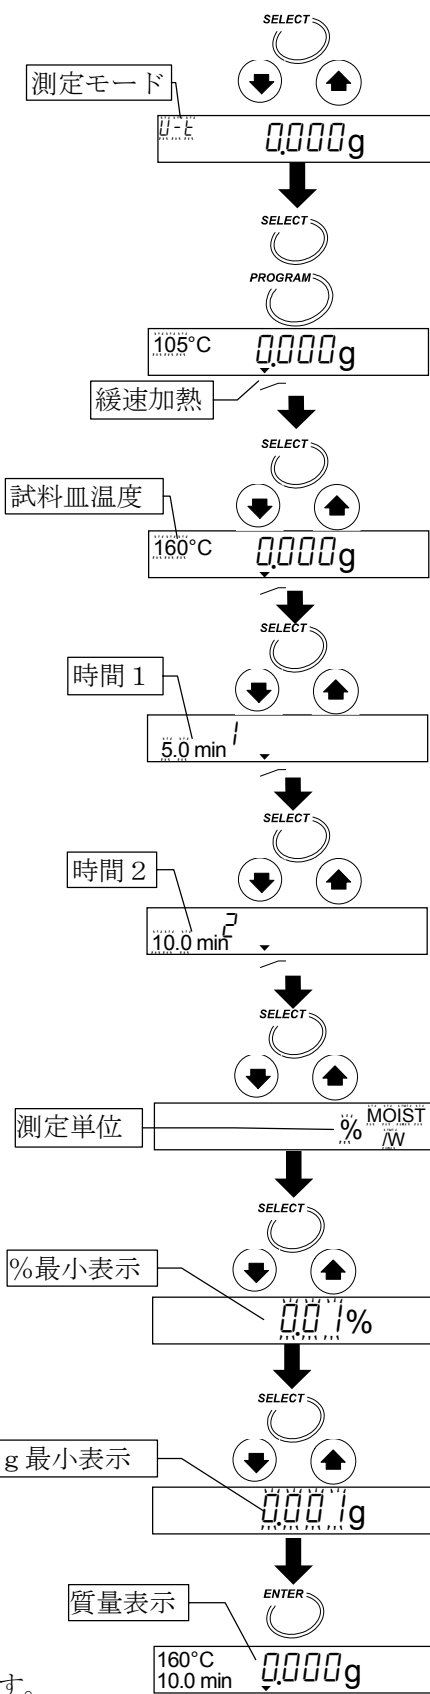 SELECT
測定モード
U-t 0.000g
SELECT
PROGRAM
105°C 0.000g
緩速加熱
SELECT
試料皿温度
160°C 0.000g
SELECT
時間1
5.0 min 1
SELECT
時間2
10.0 min 2
SELECT
測定単位
% MOIST
/W
SELECT
%最小表示
0.01%
SELECT
g最小表示
0.001g
ENTER
質量表示
160°C
10.0 min 0.000g
す。